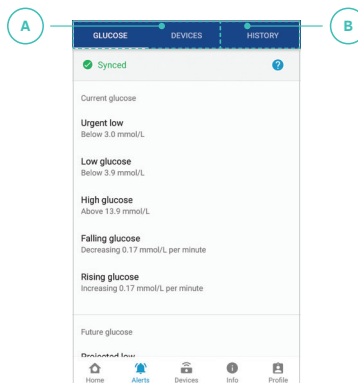 A
B
GLUCOSE DEVICES HISTORY
Synced
?
Current glucose
Urgent low
Below 3.0 mmol/L
Low glucose
Below 3.9 mmol/L
High glucose
Above 13.9 mmol/L
Falling glucose
Decreasing 0.17 mmol/L per minute
Rising glucose
Increasing 0.17 mmol/L per minute
Future glucose
Projected low
Home Alerts Devices Info Profile